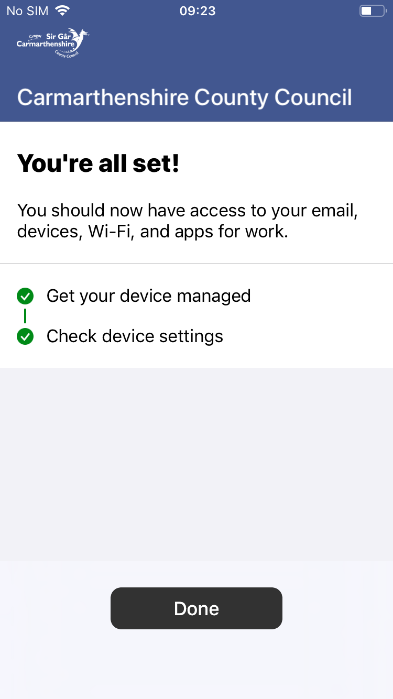 No SIM 09:23
Sir Gâr
Carmarthenshire
County Council
Carmarthenshire County Council
You're all set!
You should now have access to your email,
devices, Wi-Fi, and apps for work.
Get your device managed
Check device settings
Done